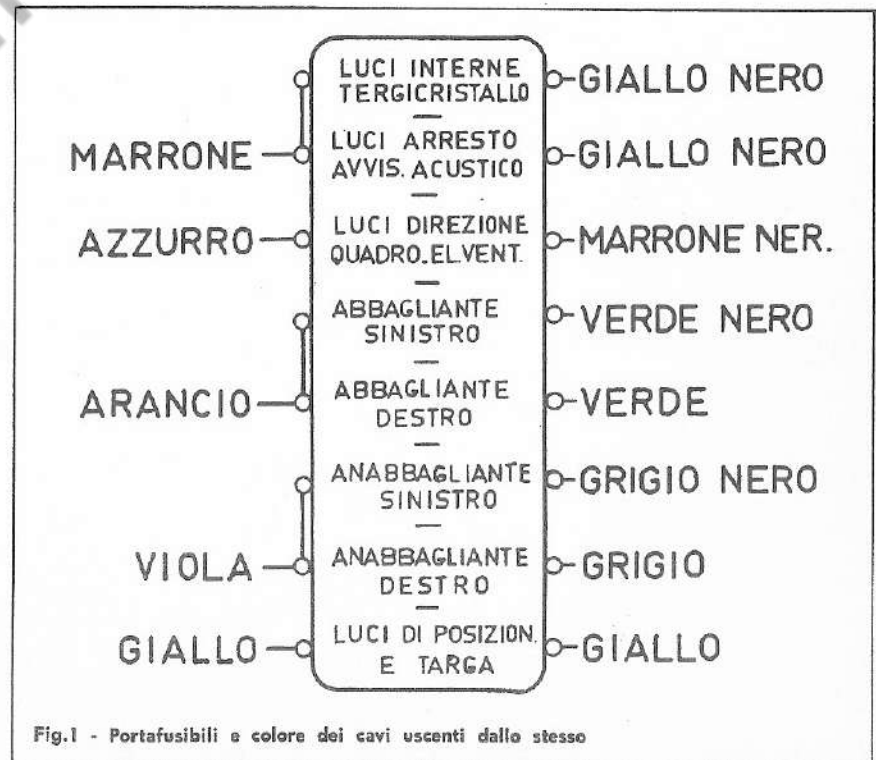 LUCI INTERNE
TERGICRISTALLO
GIALLO NERO
MARRONE
LUCI ARRESTO
AVVIS. ACUSTICO
GIALLO NERO
AZZURRO
LUCI DIREZIONE
QUADRO.EL.VENT.
MARRONE NER.
ABBAGLIANTE
SINISTRO
VERDE NERO
ARANCIO
ABBAGLIANTE
DESTRO
VERDE
ANABBAGLIANTE
SINISTRO
GRIGIO NERO
VIOLA
ANABBAGLIANTE
DESTRO
GRIGIO
GIALLO
LUCI DI POSIZION.
E TARGA
GIALLO
Fig.1 - Portafusibili e colore dei cavi uscenti dallo stesso